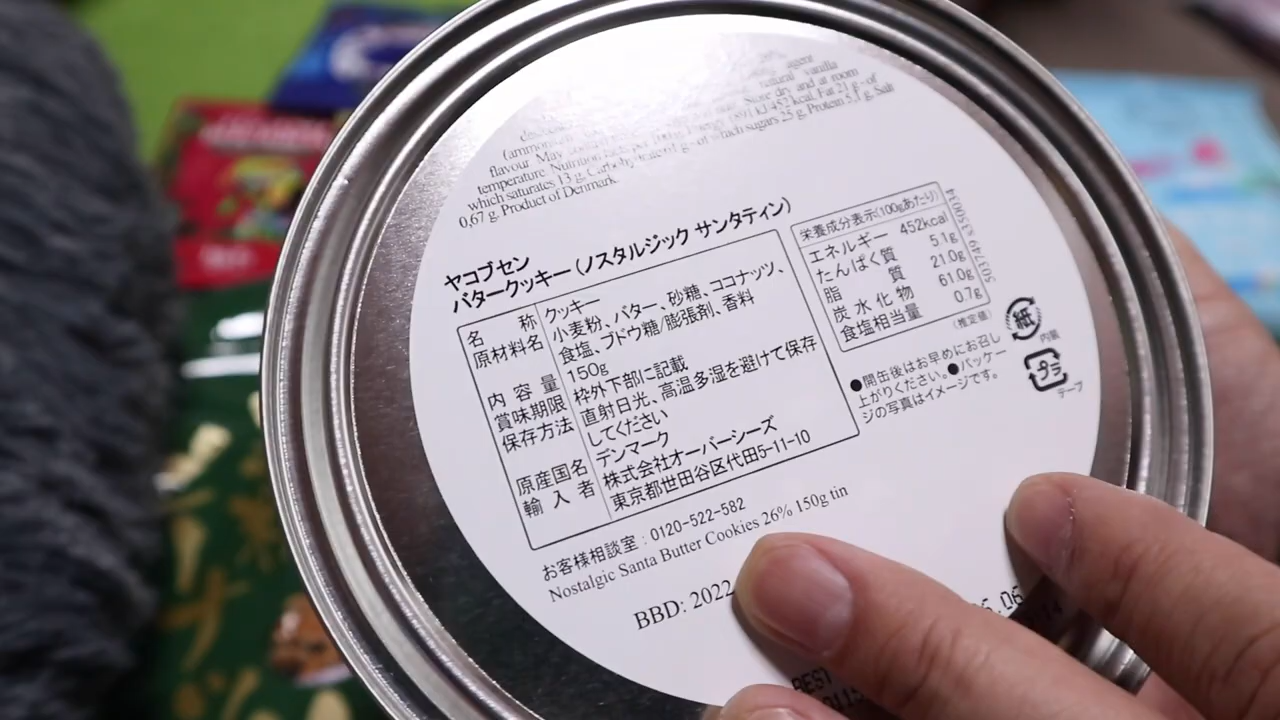 agent
natural vanilla
Store dry and at room
flavour. May
temperature. Nutrition facts per 452 kcal. Fat 21 g - of
which saturates 13 g. Carbohydrate 61 g - of which sugars 25 g. Protein 5,1 g. Salt
0,67 g. Product of Denmark
ヤコブセン
バタークッキー(ノスタルジック サンタティン)
名称 クッキー
原材料名 小麦粉、バター、砂糖、ココナッツ、
食塩、ブドウ糖/膨張剤、香料
内容量 150g
賞味期限 枠外下部に記載
保存方法 直射日光、高温多湿を避けて保存
してください
原産国名 デンマーク
輸入者 株式会社オーバーシーズ
東京都世田谷区代田5-11-10
栄養成分表示(100gあたり)
エネルギー 452kcal
たんぱく質 5.1g
脂質 21.0g
炭水化物 61.0g
食塩相当量 0.7g
(推定値)
●開缶後はお早めにお召し
上がりください。●パッケー
ジの写真はイメージです。
紙
内装
プラ
テープ
お客様相談室:0120-522-582
Nostalgic Santa Butter Cookies 26% 150g tin
BBD: 2022
BEST